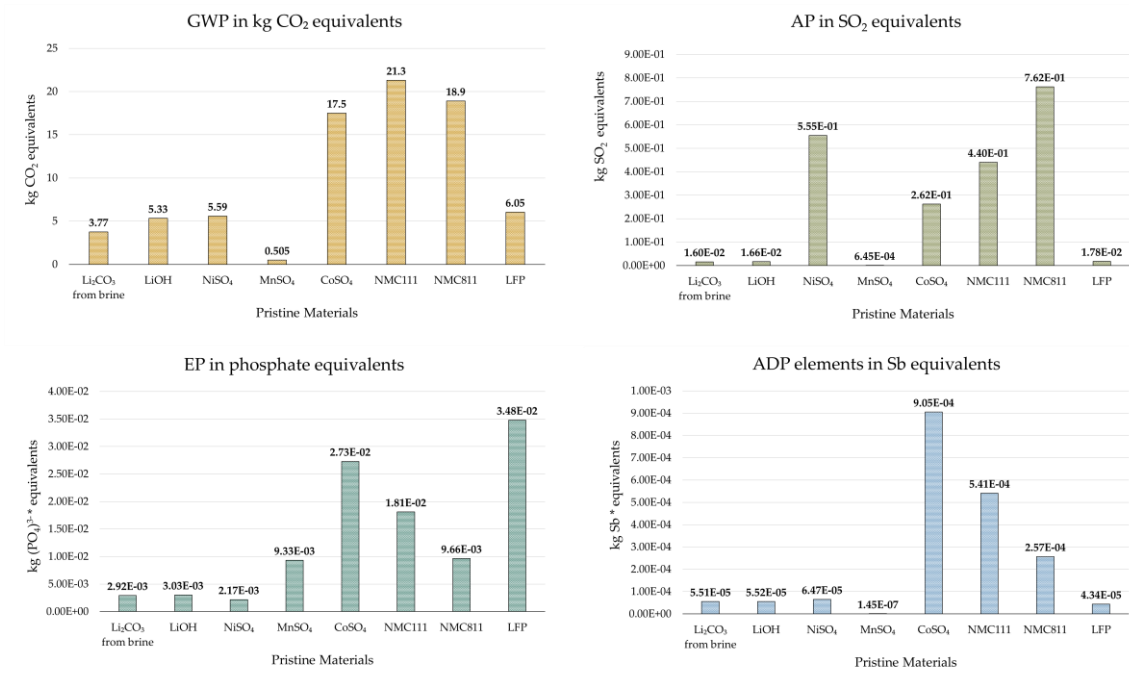 GWP in kg CO₂ equivalents
kg CO₂ equivalents
25
20
15
10
5
0
3.77
5.33
5.59
0.505
17.5
21.3
18.9
6.05
Li₂CO₃ from brine
LiOH
NiSO₄
MnSO₄
CoSO₄
NMC111
NMC811
LFP
Pristine Materials
AP in SO₂ equivalents
kg SO₂ equivalents
9.00E-01
8.00E-01
7.00E-01
6.00E-01
5.00E-01
4.00E-01
3.00E-01
2.00E-01
1.00E-01
0.00E+00
1.60E-02
1.66E-02
5.55E-01
6.45E-04
2.62E-01
4.40E-01
7.62E-01
1.78E-02
Li₂CO₃
from brine
LiOH
NiSO₄
MnSO₄
CoSO₄
NMC111
NMC811
LFP
Pristine Materials
EP in phosphate equivalents
kg (PO₄)³⁻* equivalents
4.00E-02
3.50E-02
3.00E-02
2.50E-02
2.00E-02
1.50E-02
1.00E-02
5.00E-03
0.00E+00
2.92E-03
3.03E-03
2.17E-03
9.33E-03
2.73E-02
1.81E-02
9.66E-03
3.48E-02
Li₂CO₃
from brine
LiOH
NiSO₄
MnSO₄
CoSO₄
NMC111
NMC811
LFP
Pristine Materials
ADP elements in Sb equivalents
kg Sb * equivalents
1.00E-03
9.00E-04
8.00E-04
7.00E-04
6.00E-04
5.00E-04
4.00E-04
3.00E-04
2.00E-04
1.00E-04
0.00E+00
5.51E-05
5.52E-05
6.47E-05
1.45E-07
9.05E-04
5.41E-04
2.57E-04
4.34E-05
Li₂CO₃
from brine
LiOH
NiSO₄
MnSO₄
CoSO₄
NMC111
NMC811
LFP
Pristine Materials